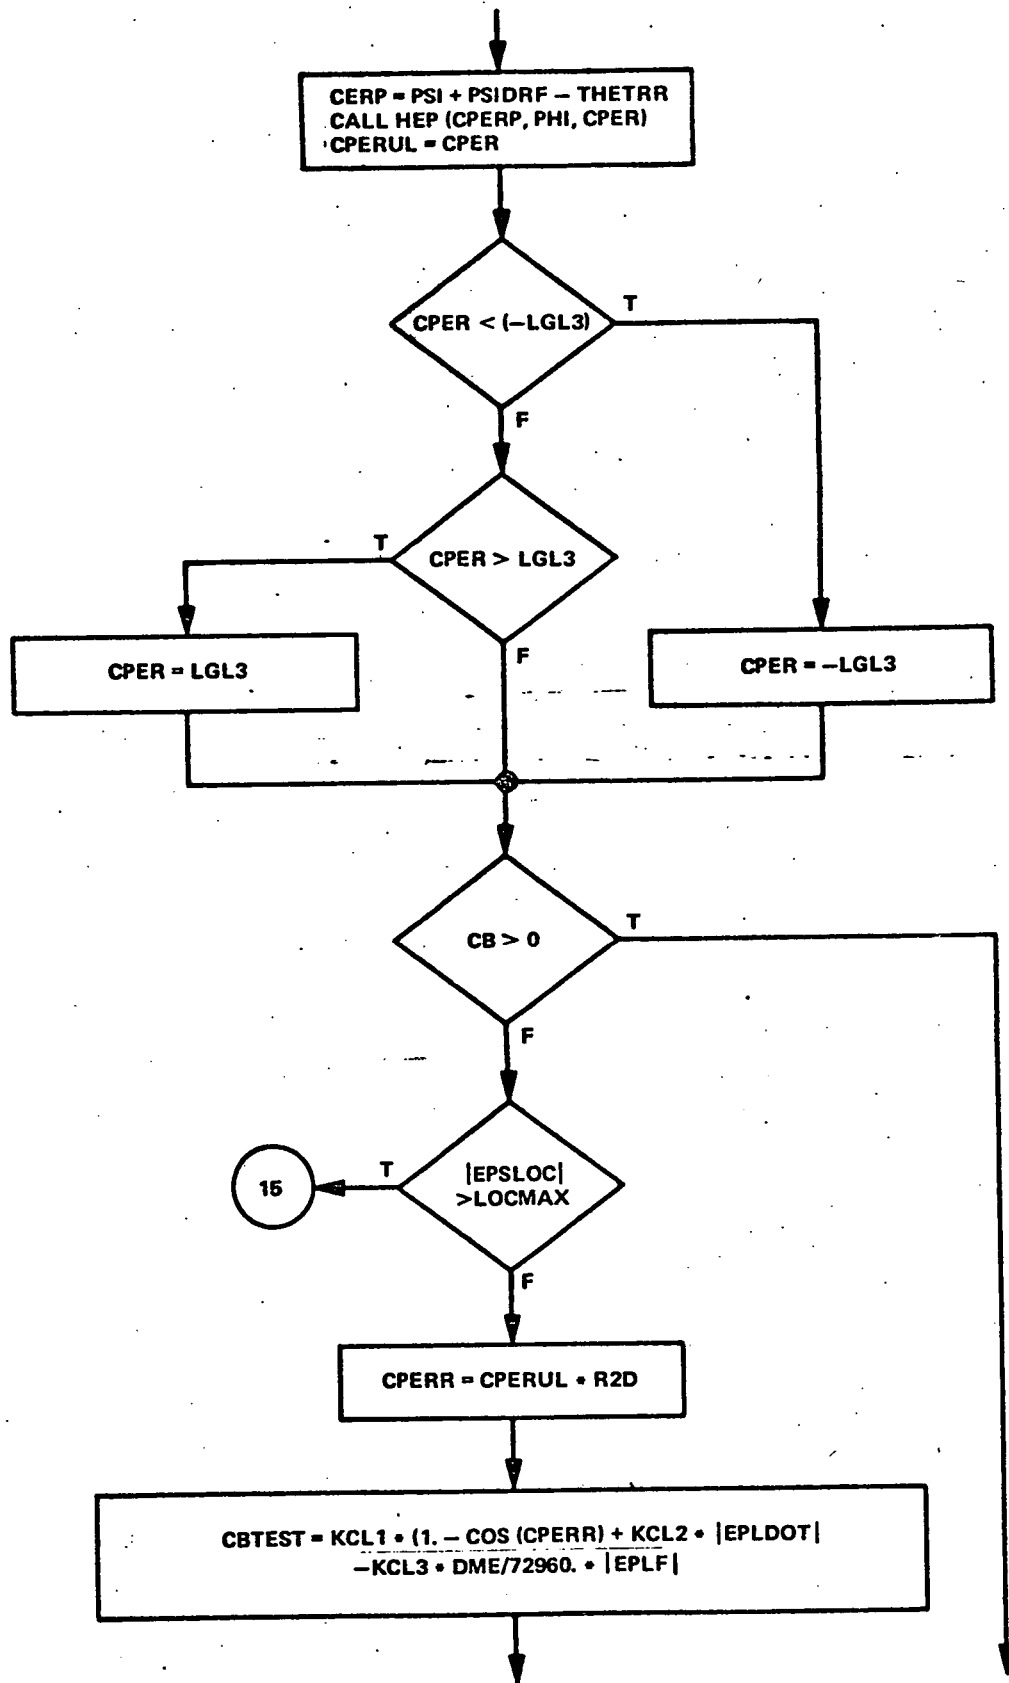 CERP = PSI + PSIDRF − THETRR
CALL HEP (CPERP, PHI, CPER)
CPERUL = CPER
CPER < (−LGL3)
T
F
CPER > LGL3
T
F
CPER = LGL3
CPER = −LGL3
CB > 0
T
F
|EPSLOC|
>LOCMAX
T
15
F
CPERR = CPERUL * R2D
CBTEST = KCL1 * (1. − COS (CPERR) + KCL2 * |EPLDOT|
−KCL3 * DME/72960. * |EPLF|